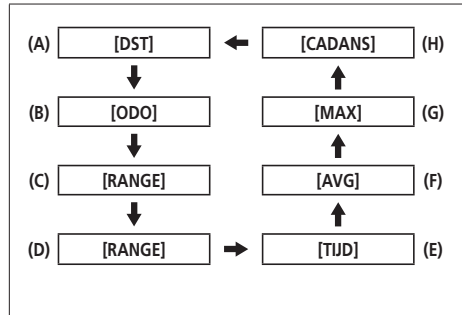 (A) [DST] [CADANS] (H)
(B) [ODO] [MAX] (G)
(C) [RANGE] [AVG] (F)
(D) [RANGE] [TIJD] (E)